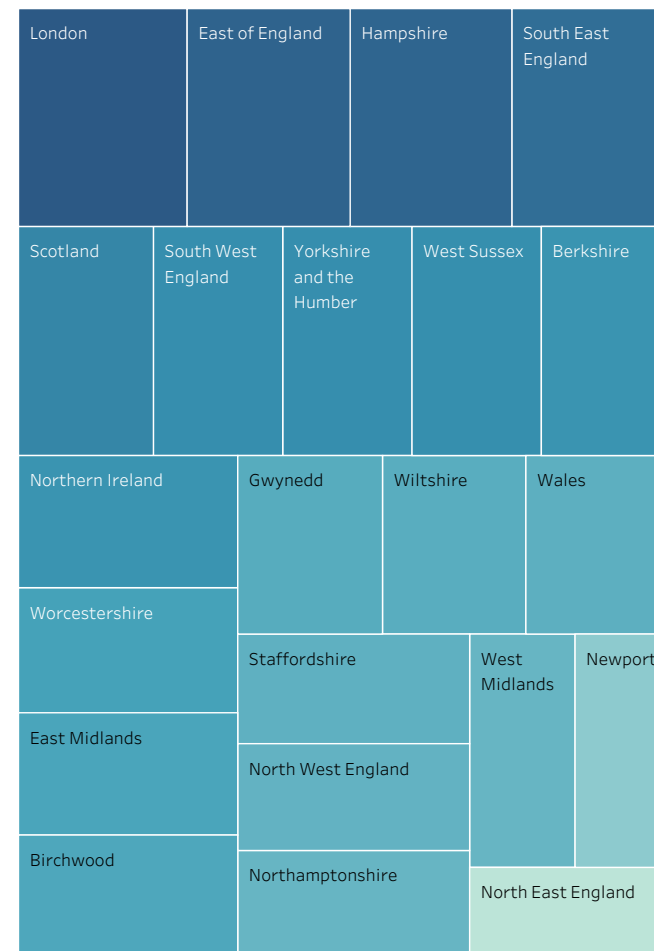 London
East of England
Hampshire
South East
England
Scotland
South West
England
Yorkshire
and the
Humber
West Sussex
Berkshire
Northern Ireland
Gwynedd
Wiltshire
Wales
Worcestershire
Staffordshire
West
Midlands
Newport
East Midlands
North West England
Birchwood
Northamptonshire
North East England